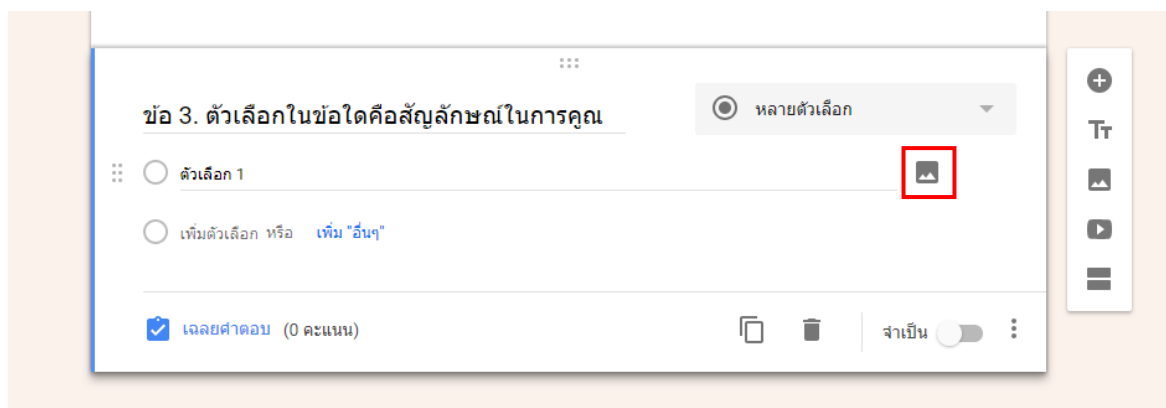 ข้อ 3. ตัวเลือกในข้อใดคือสัญลักษณ์ในการคูณ
หลายตัวเลือก
ตัวเลือก 1
เพิ่มตัวเลือก หรือ เพิ่ม "อื่นๆ"
เฉลยคำตอบ (0 คะแนน)
จำเป็น
Tт